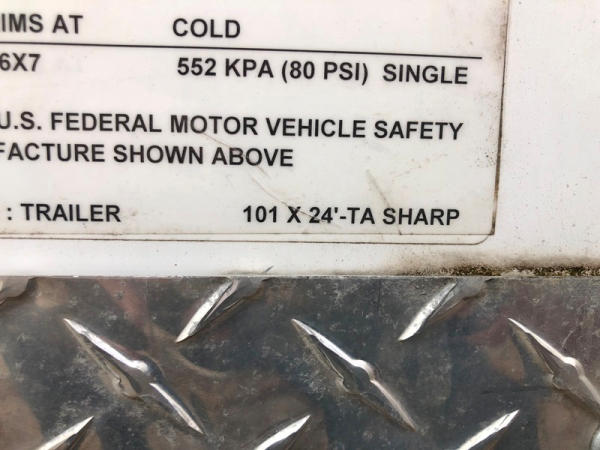 IMS AT COLD
6X7 552 KPA (80 PSI) SINGLE
U.S. FEDERAL MOTOR VEHICLE SAFETY
FACTURE SHOWN ABOVE
: TRAILER 101 X 24'-TA SHARP